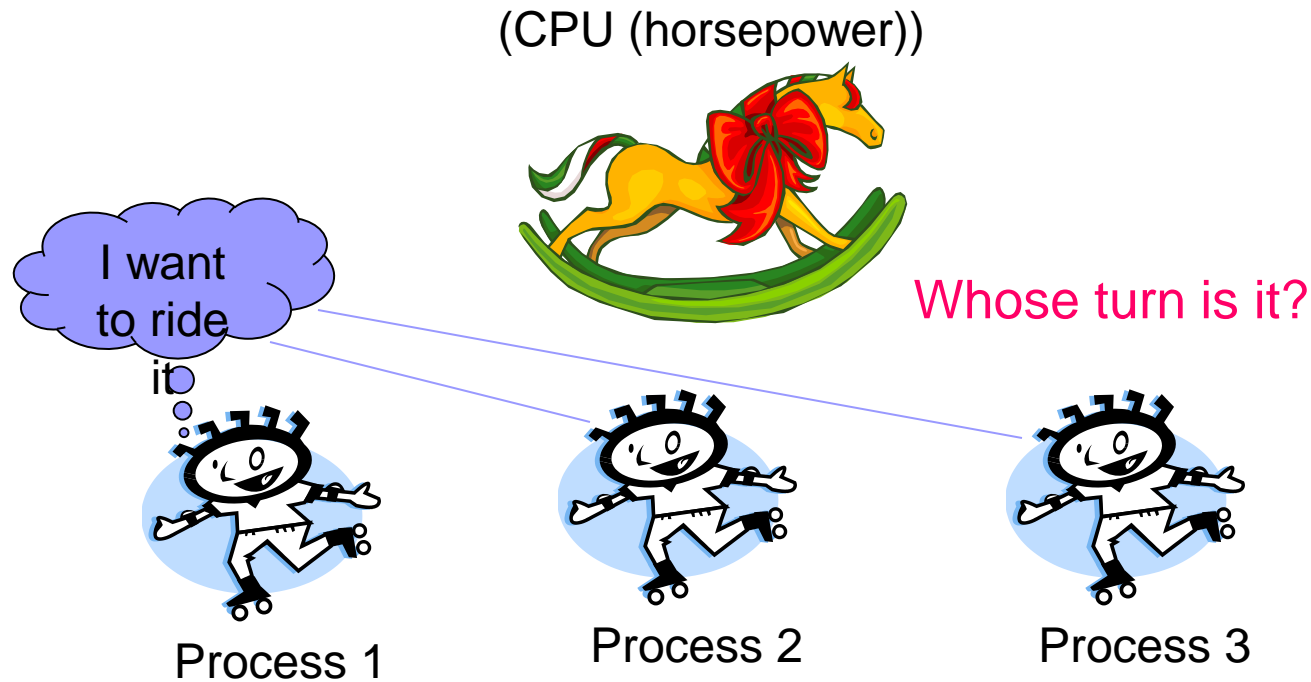 (CPU (horsepower))
I want
to ride
it
Whose turn is it?
Process 1
Process 2
Process 3